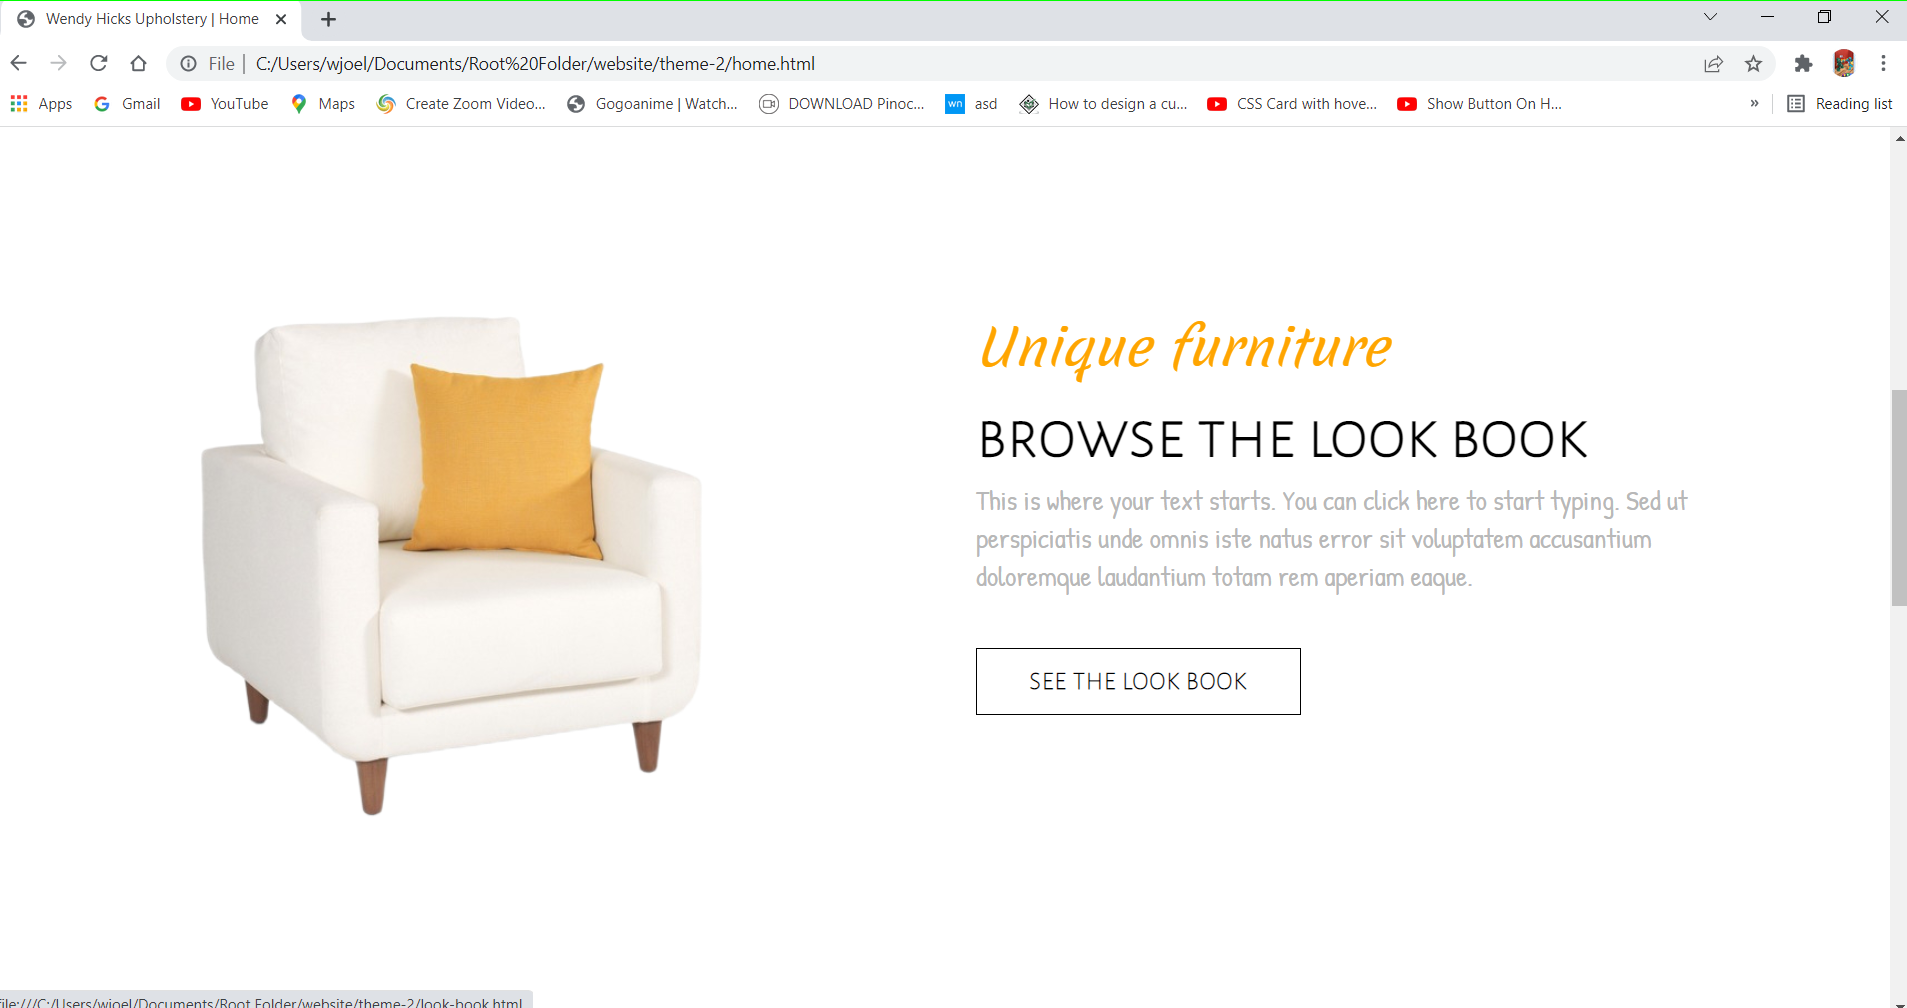 Wendy Hicks Upholstery | Home
File | C:/Users/wjoel/Documents/Root%20Folder/website/theme-2/home.html
Apps Gmail YouTube Maps Create Zoom Video... Gogoanime | Watch... DOWNLOAD Pinoc... wn asd How to design a cu... CSS Card with hove... Show Button On H... » Reading list
Unique furniture
BROWSE THE LOOK BOOK
This is where your text starts. You can click here to start typing. Sed ut
perspiciatis unde omnis iste natus error sit voluptatem accusantium
doloremque laudantium totam rem aperiam eaque.
SEE THE LOOK BOOK
file:///C:/Users/wjoel/Documents/Root Folder/website/theme-2/look-book.html